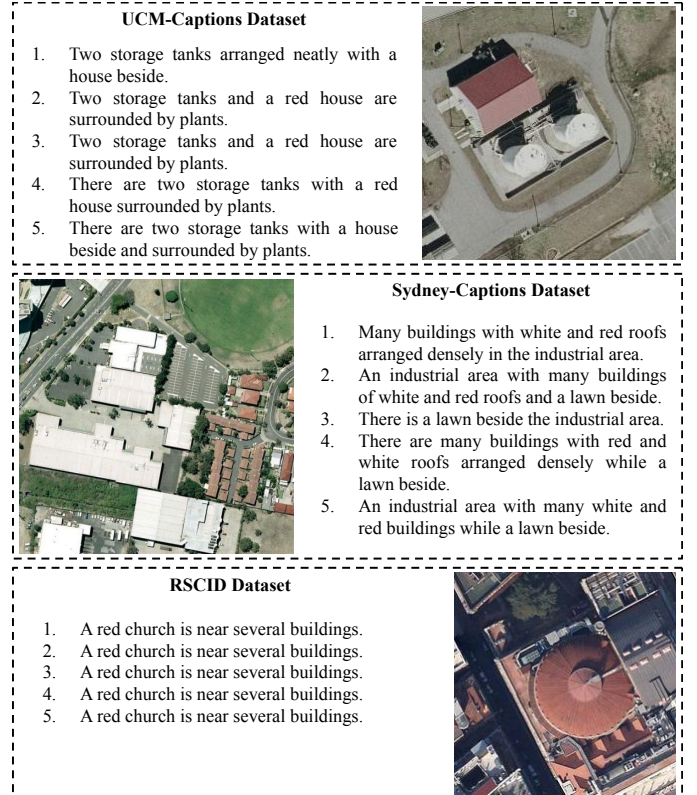 UCM-Captions Dataset
1. Two storage tanks arranged neatly with a
house beside.
2. Two storage tanks and a red house are
surrounded by plants.
3. Two storage tanks and a red house are
surrounded by plants.
4. There are two storage tanks with a red
house surrounded by plants.
5. There are two storage tanks with a house
beside and surrounded by plants.
Sydney-Captions Dataset
1. Many buildings with white and red roofs
arranged densely in the industrial area.
2. An industrial area with many buildings
of white and red roofs and a lawn beside.
3. There is a lawn beside the industrial area.
4. There are many buildings with red and
white roofs arranged densely while a
lawn beside.
5. An industrial area with many white and
red buildings while a lawn beside.
RSCID Dataset
1. A red church is near several buildings.
2. A red church is near several buildings.
3. A red church is near several buildings.
4. A red church is near several buildings.
5. A red church is near several buildings.